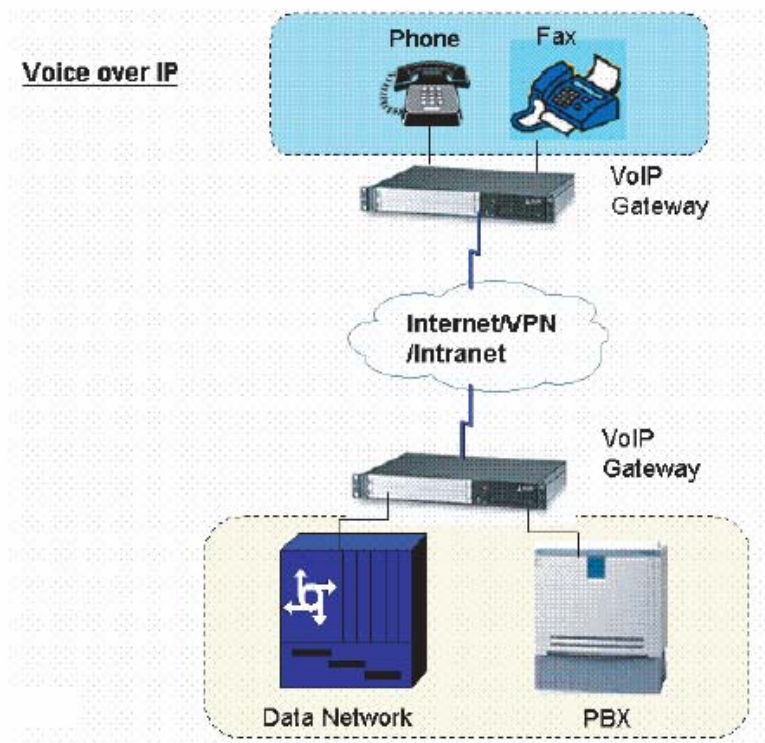 Voice over IP
Phone
Fax
VoIP
Gateway
Internet/VPN
/Intranet
VoIP
Gateway
Data Network
PBX